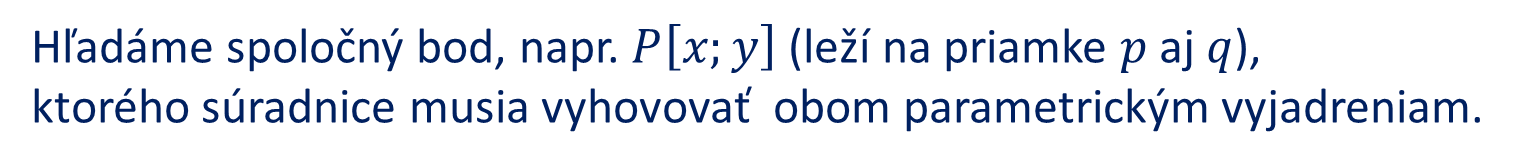 Hľadáme spoločný bod, napr. P[x; y] (leží na priamke p aj q),
ktorého súradnice musia vyhovovať obom parametrickým vyjadreniam.